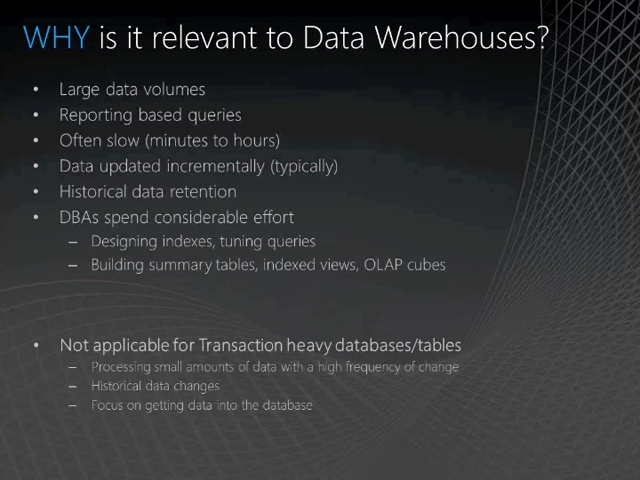 WHY is it relevant to Data Warehouses?
• Large data volumes
• Reporting based queries
• Often slow (minutes to hours)
• Data updated incrementally (typically)
• Historical data retention
• DBAs spend considerable effort
– Designing indexes, tuning queries
– Building summary tables, indexed views, OLAP cubes
• Not applicable for Transaction heavy databases/tables
– Processing small amounts of data with a high frequency of change
– Historical data changes
– Focus on getting data into the database